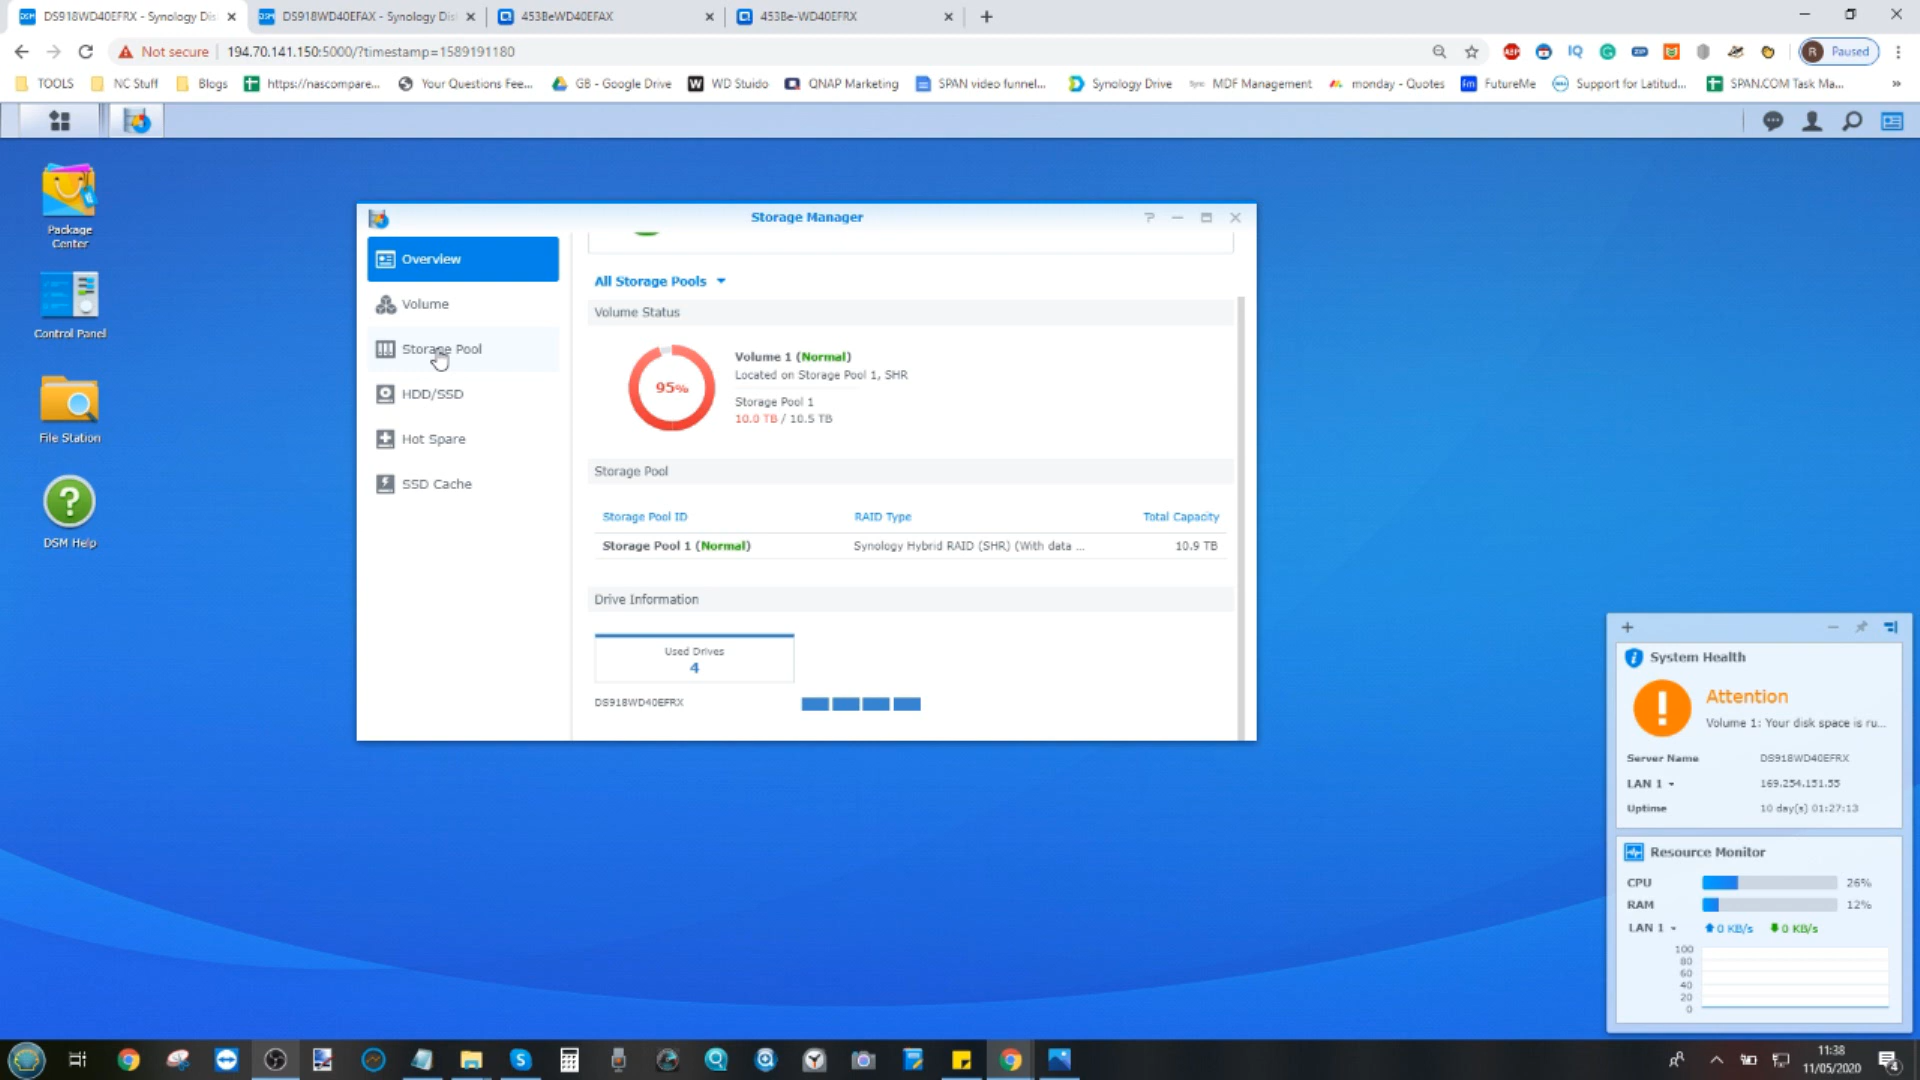 DS918WD40EFRX - Synology Dis
DS918WD40EFAX - Synology Dis
453BeWD40EFAX
453Be-WD40EFRX
Not secure
194.70.141.150:5000/?timestamp=1589191180
ABP
IQ
R Paused
TOOLS
NC Stuff
Blogs
https://nascompare...
Your Questions Fee...
GB - Google Drive
WD Stuido
QNAP Marketing
SPAN video funnel...
Synology Drive
MDF Management
monday - Quotes
FutureMe
Support for Latitud...
SPAN.COM Task Ma...
Package
Center
Control Panel
File Station
DSM Help
Storage Manager
Overview
Volume
Storage Pool
HDD/SSD
Hot Spare
SSD Cache
All Storage Pools
Volume Status
95%
Volume 1 (Normal)
Located on Storage Pool 1, SHR
Storage Pool 1
10.0 TB / 10.5 TB
Storage Pool
Storage Pool ID
RAID Type
Total Capacity
Storage Pool 1 (Normal)
Synology Hybrid RAID (SHR) (With data ...
10.9 TB
Drive Information
Used Drives
4
DS918WD40EFRX
System Health
Attention
Volume 1: Your disk space is ru...
Server Name
DS918WD40EFRX
LAN 1
169.254.151.55
Uptime
10 day(s) 01:27:13
Resource Monitor
CPU
26%
RAM
12%
LAN 1
0 KB/s
0 KB/s
100
80
60
40
20
0
11:38
11/05/2020
4